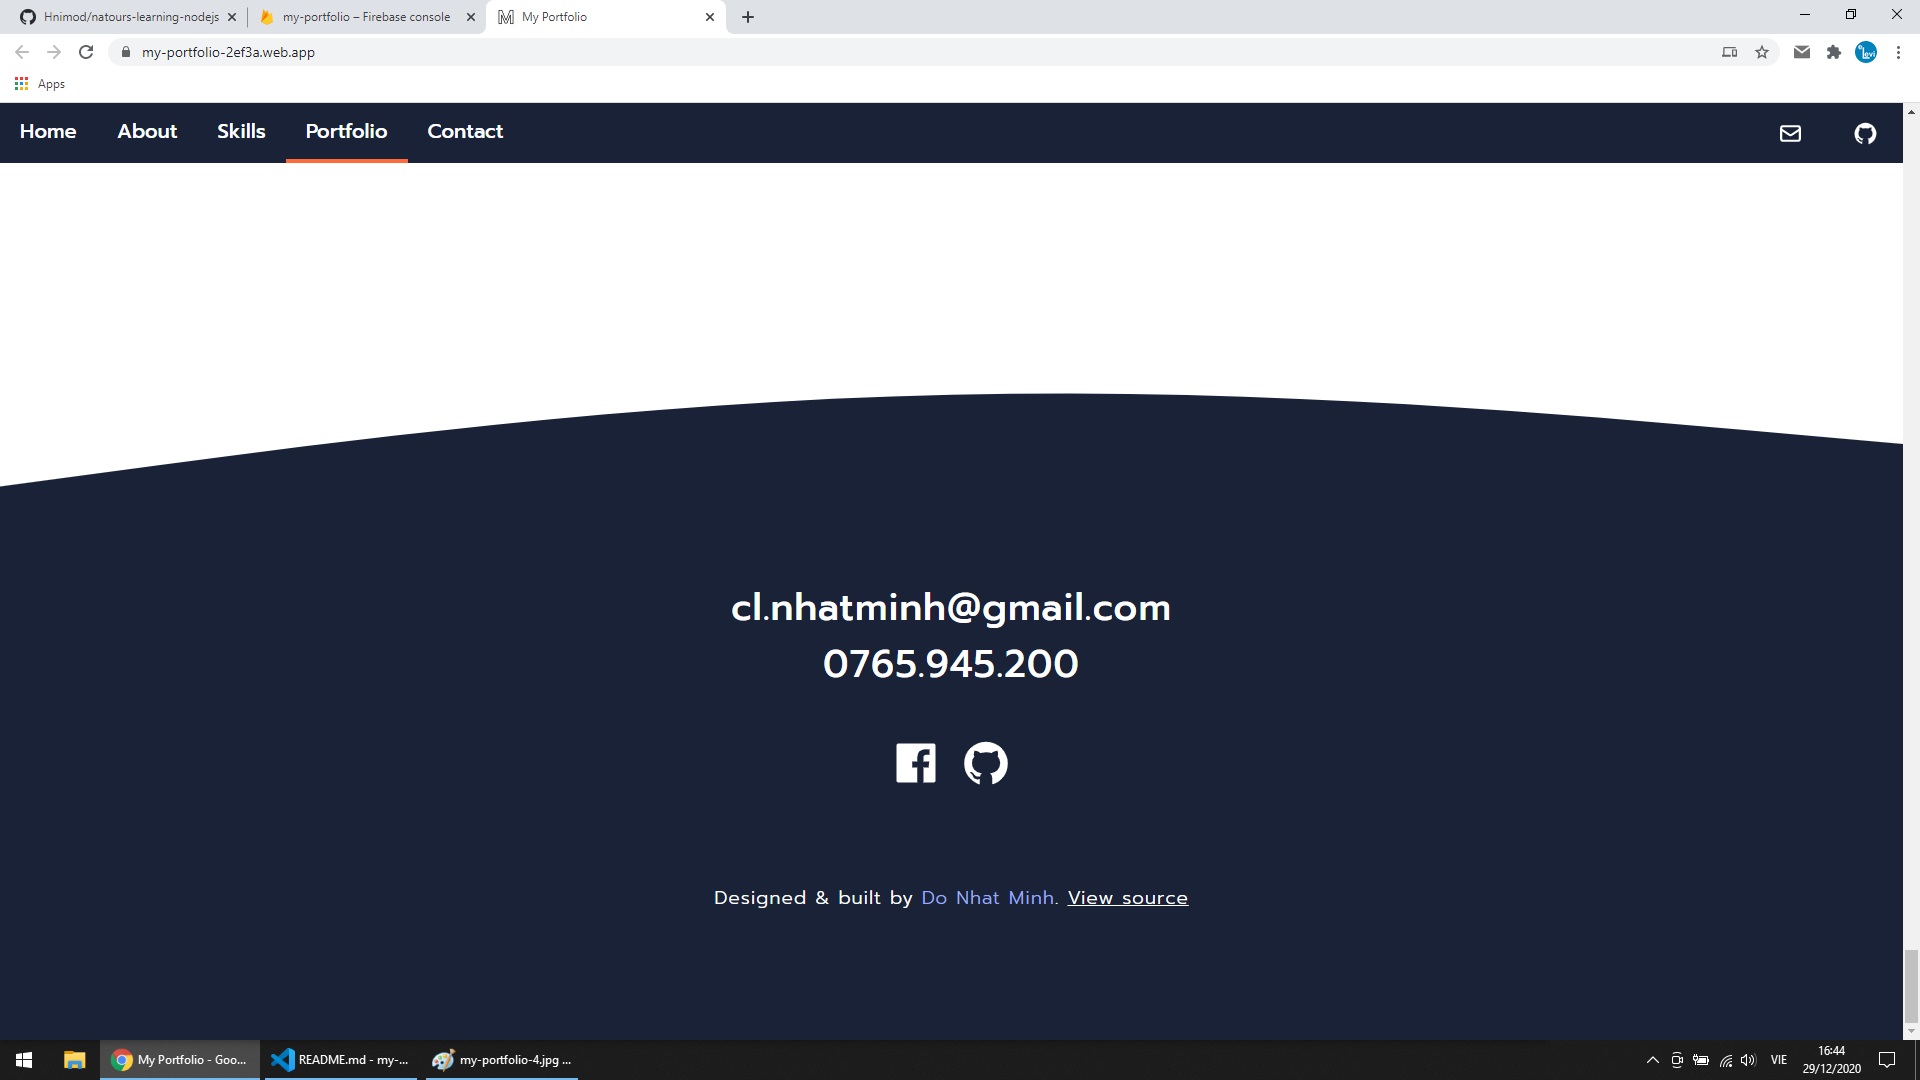 Hnimod/natours-learning-nodejs
my-portfolio – Firebase console
My Portfolio
my-portfolio-2ef3a.web.app
Apps
Home
About
Skills
Portfolio
Contact
cl.nhatminh@gmail.com
0765.945.200
Designed & built by Do Nhat Minh. View source
My Portfolio - Goo...
README.md - my-...
my-portfolio-4.jpg ...
VIE
16:44
29/12/2020